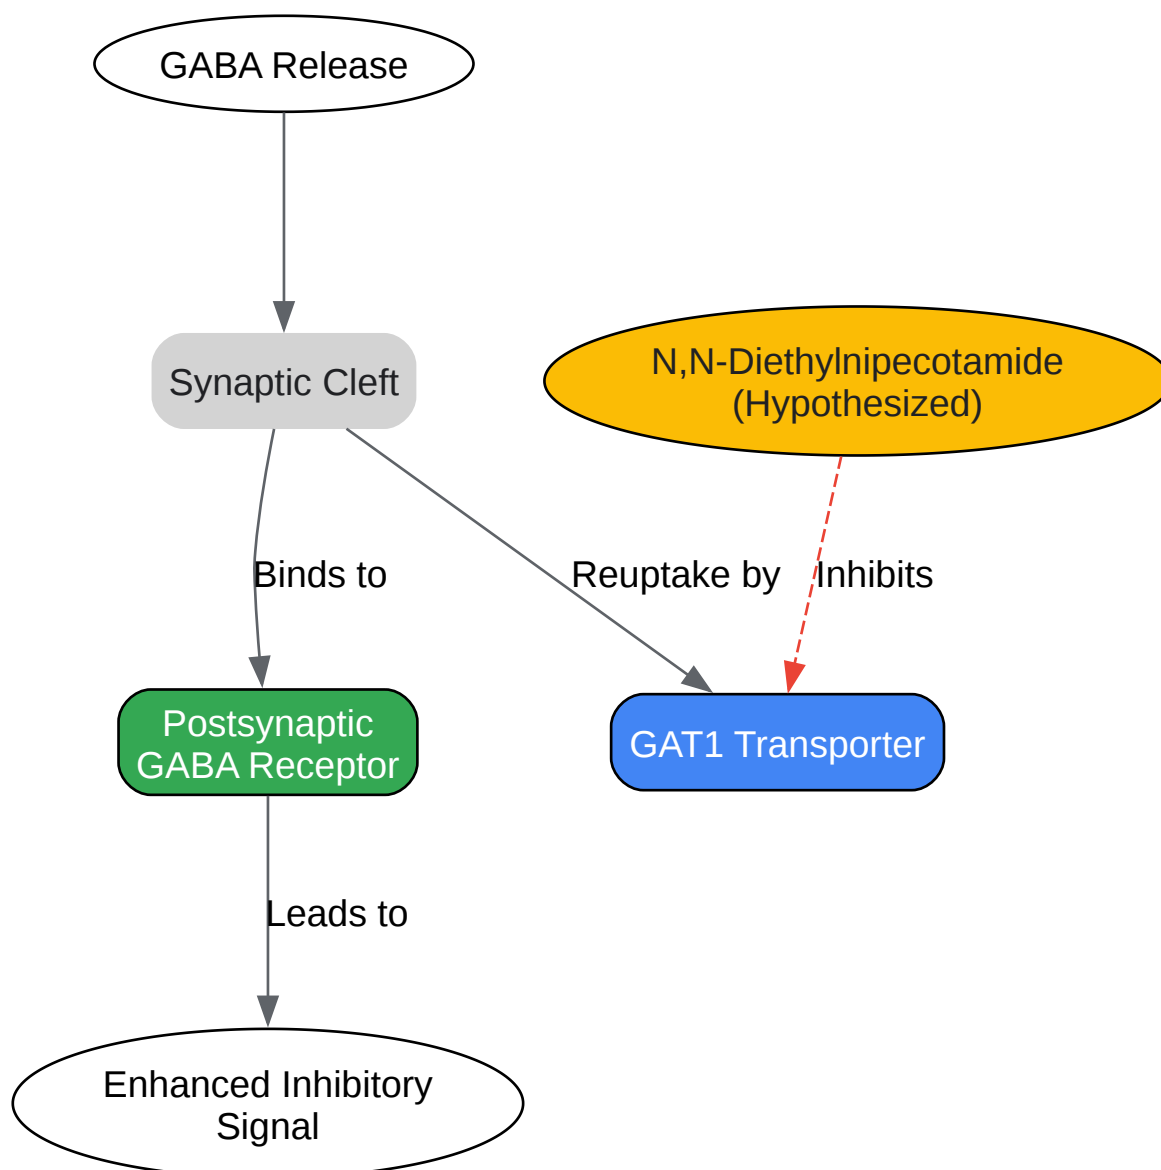 GABA Release
Synaptic Cleft
N,N-Diethylnipecotamide
(Hypothesized)
Binds to
Reuptake by
Inhibits
Postsynaptic
GABA Receptor
GAT1 Transporter
Leads to
Enhanced Inhibitory
Signal